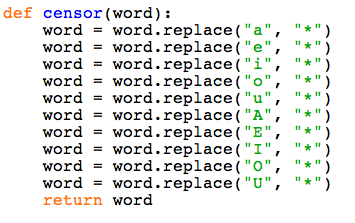 def censor(word):
    word = word.replace("a", "*")
    word = word.replace("e", "*")
    word = word.replace("i", "*")
    word = word.replace("o", "*")
    word = word.replace("u", "*")
    word = word.replace("A", "*")
    word = word.replace("E", "*")
    word = word.replace("I", "*")
    word = word.replace("O", "*")
    word = word.replace("U", "*")
    return word